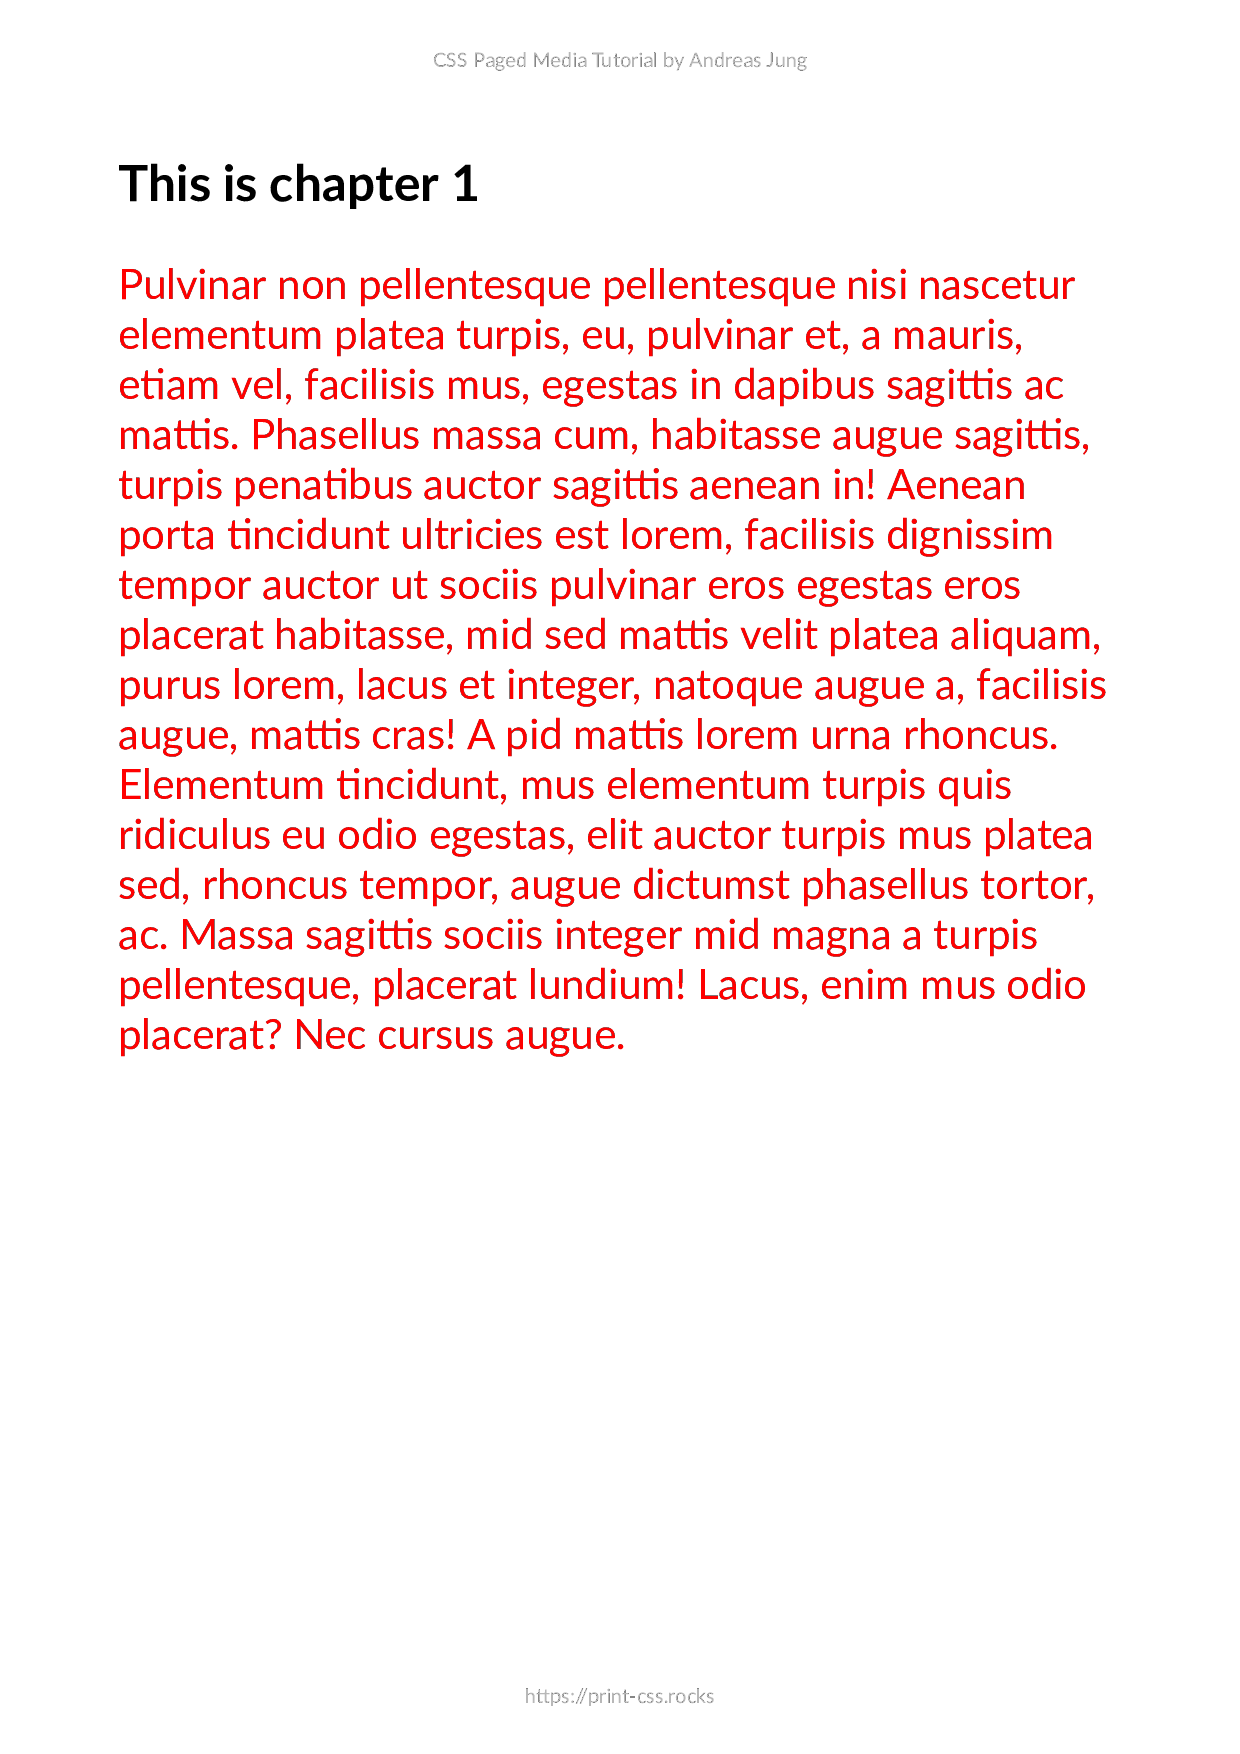 CSS Paged Media Tutorial by Andreas Jung
This is chapter 1
Pulvinar non pellentesque pellentesque nisi nascetur
elementum platea turpis, eu, pulvinar et, a mauris,
etiam vel, facilisis mus, egestas in dapibus sagittis ac
mattis. Phasellus massa cum, habitasse augue sagittis,
turpis penatibus auctor sagittis aenean in! Aenean
porta tincidunt ultricies est lorem, facilisis dignissim
tempor auctor ut sociis pulvinar eros egestas eros
placerat habitasse, mid sed mattis velit platea aliquam,
purus lorem, lacus et integer, natoque augue a, facilisis
augue, mattis cras! A pid mattis lorem urna rhoncus.
Elementum tincidunt, mus elementum turpis quis
ridiculus eu odio egestas, elit auctor turpis mus platea
sed, rhoncus tempor, augue dictumst phasellus tortor,
ac. Massa sagittis sociis integer mid magna a turpis
pellentesque, placerat lundium! Lacus, enim mus odio
placerat? Nec cursus augue.
https://print-css.rocks